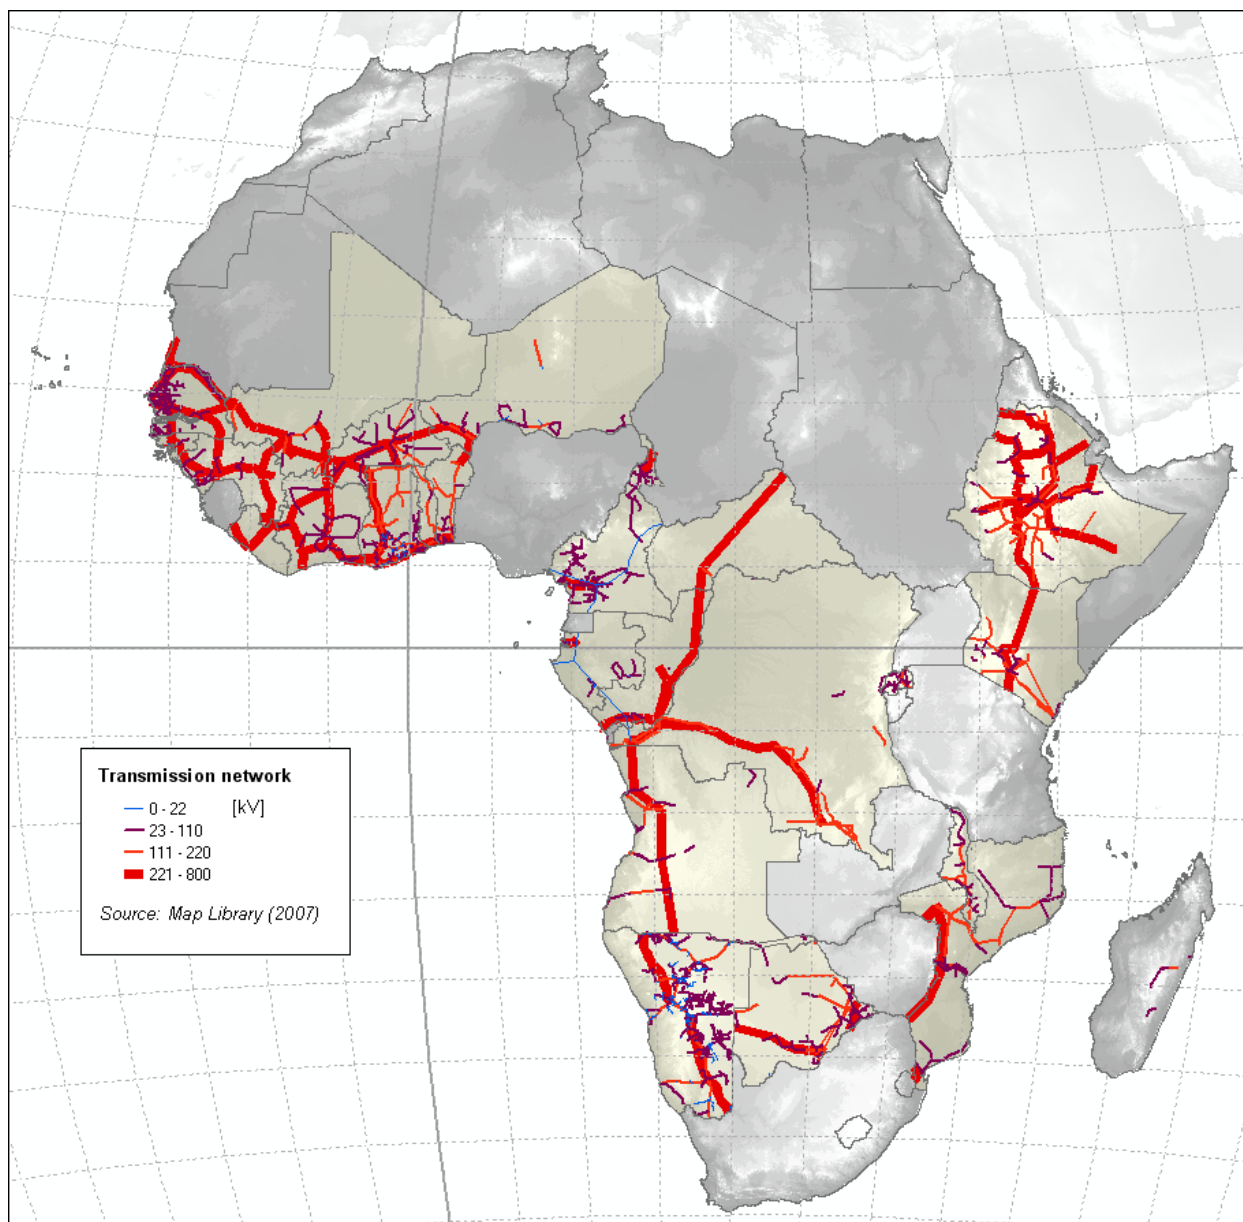 Transmission network
0 - 22 [kV]
23 - 110
111 - 220
221 - 800
Source: Map Library (2007)